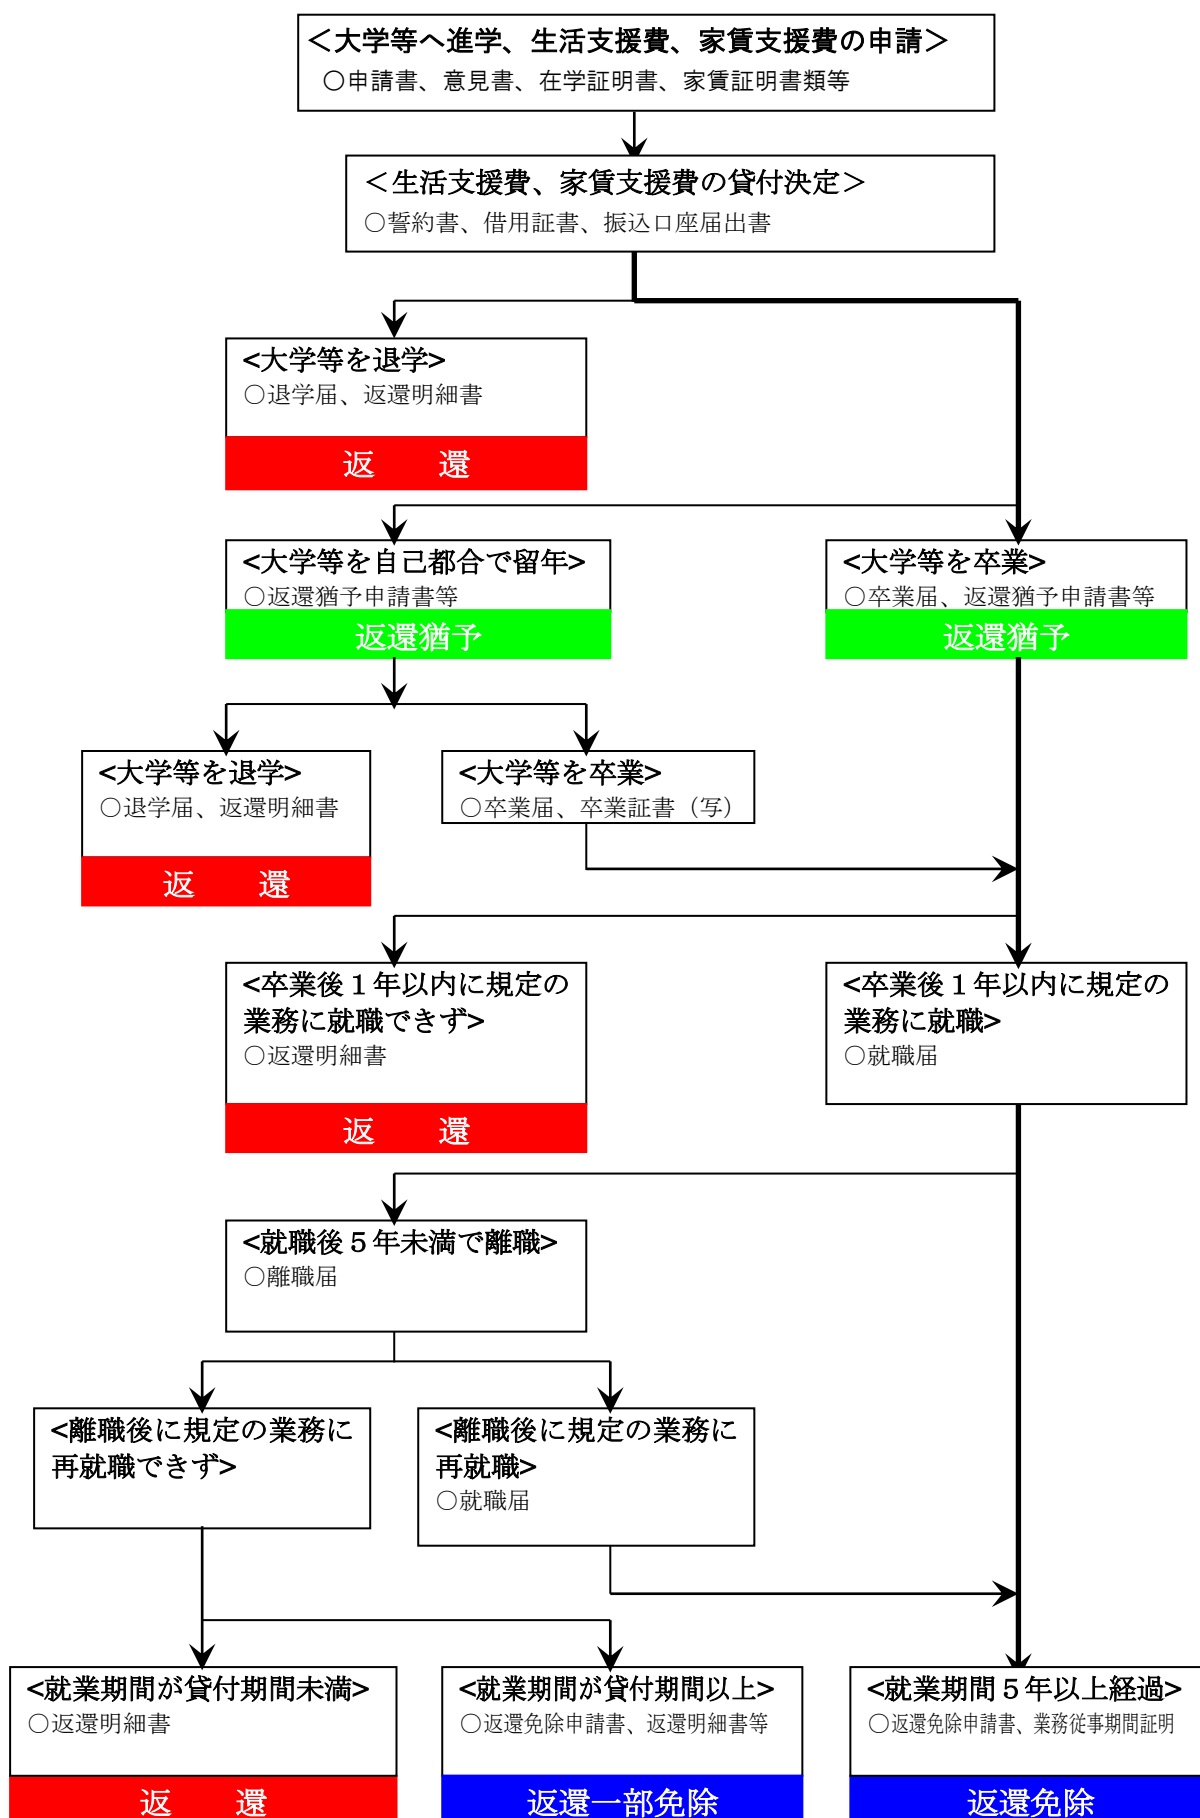 ＜大学等へ進学、生活支援費、家賃支援費の申請＞
○申請書、意見書、在学証明書、家賃証明書類等
＜生活支援費、家賃支援費の貸付決定＞
○誓約書、借用証書、振込口座届出書
<大学等を退学>
○退学届、返還明細書
返　　還
<大学等を自己都合で留年>
○返還猶予申請書等
返還猶予
<大学等を卒業>
○卒業届、返還猶予申請書等
返還猶予
<大学等を退学>
○退学届、返還明細書
返　　還
<大学等を卒業>
○卒業届、卒業証書（写）
<卒業後１年以内に規定の
業務に就職できず>
○返還明細書
返　　還
<卒業後１年以内に規定の
業務に就職>
○就職届
<就職後５年未満で離職>
○離職届
<離職後に規定の業務に
再就職できず>
<離職後に規定の業務に
再就職>
○就職届
<就業期間が貸付期間未満>
○返還明細書
返　　還
<就業期間が貸付期間以上>
○返還免除申請書、返還明細書等
返還一部免除
<就業期間５年以上経過>
○返還免除申請書、業務従事期間証明
返還免除